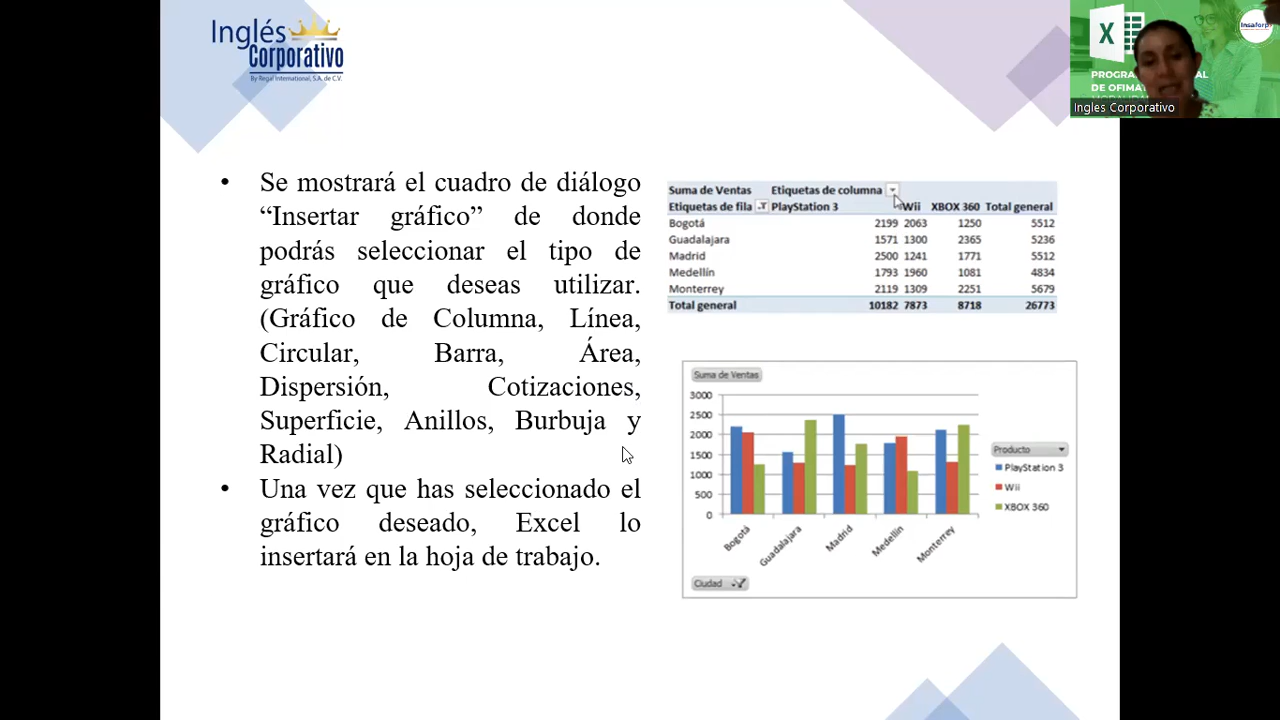 Inglés
Corporativo
By Regal International, S.A. de C.V.
• Se mostrará el cuadro de diálogo
“Insertar gráfico” de donde
podrás seleccionar el tipo de
gráfico que deseas utilizar.
(Gráfico de Columna, Línea,
Circular, Barra, Área,
Dispersión, Cotizaciones,
Superficie, Anillos, Burbuja y
Radial)
• Una vez que has seleccionado el
gráfico deseado, Excel lo
insertará en la hoja de trabajo.
Suma de Ventas Etiquetas de columna
Etiquetas de fila PlayStation 3 Wii XBOX 360 Total general
Bogotá 2199 2063 1250 5512
Guadalajara 1571 1300 2365 5236
Madrid 2500 1241 1771 5512
Medellín 1793 1960 1081 4834
Monterrey 2119 1309 2251 5679
Total general 10182 7873 8718 26773
Suma de Ventas
3000
2500
2000
1500
1000
500
0
Bogotá
Guadalajara
Madrid
Medellín
Monterrey
Producto
PlayStation 3
Wii
XBOX 360
Ciudad
X
Insaforp
DE
Ingles Corporativo